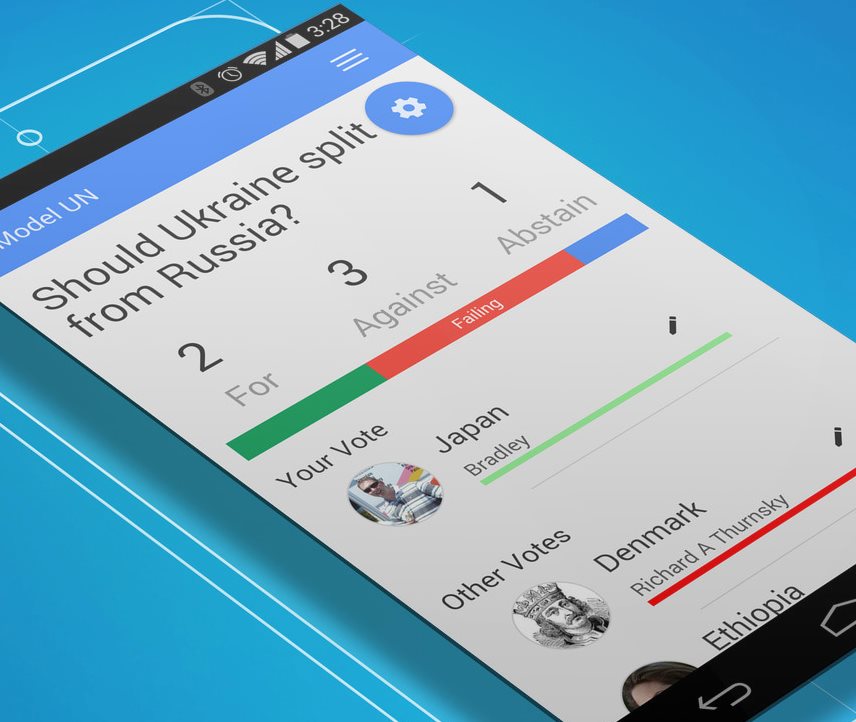 3:28
Model UN
Should Ukraine split
from Russia?
2
For
3
Against
1
Abstain
Failing
Your Vote
Japan
Bradley
Other Votes
Denmark
Richard A Thurnsky
Ethiopia